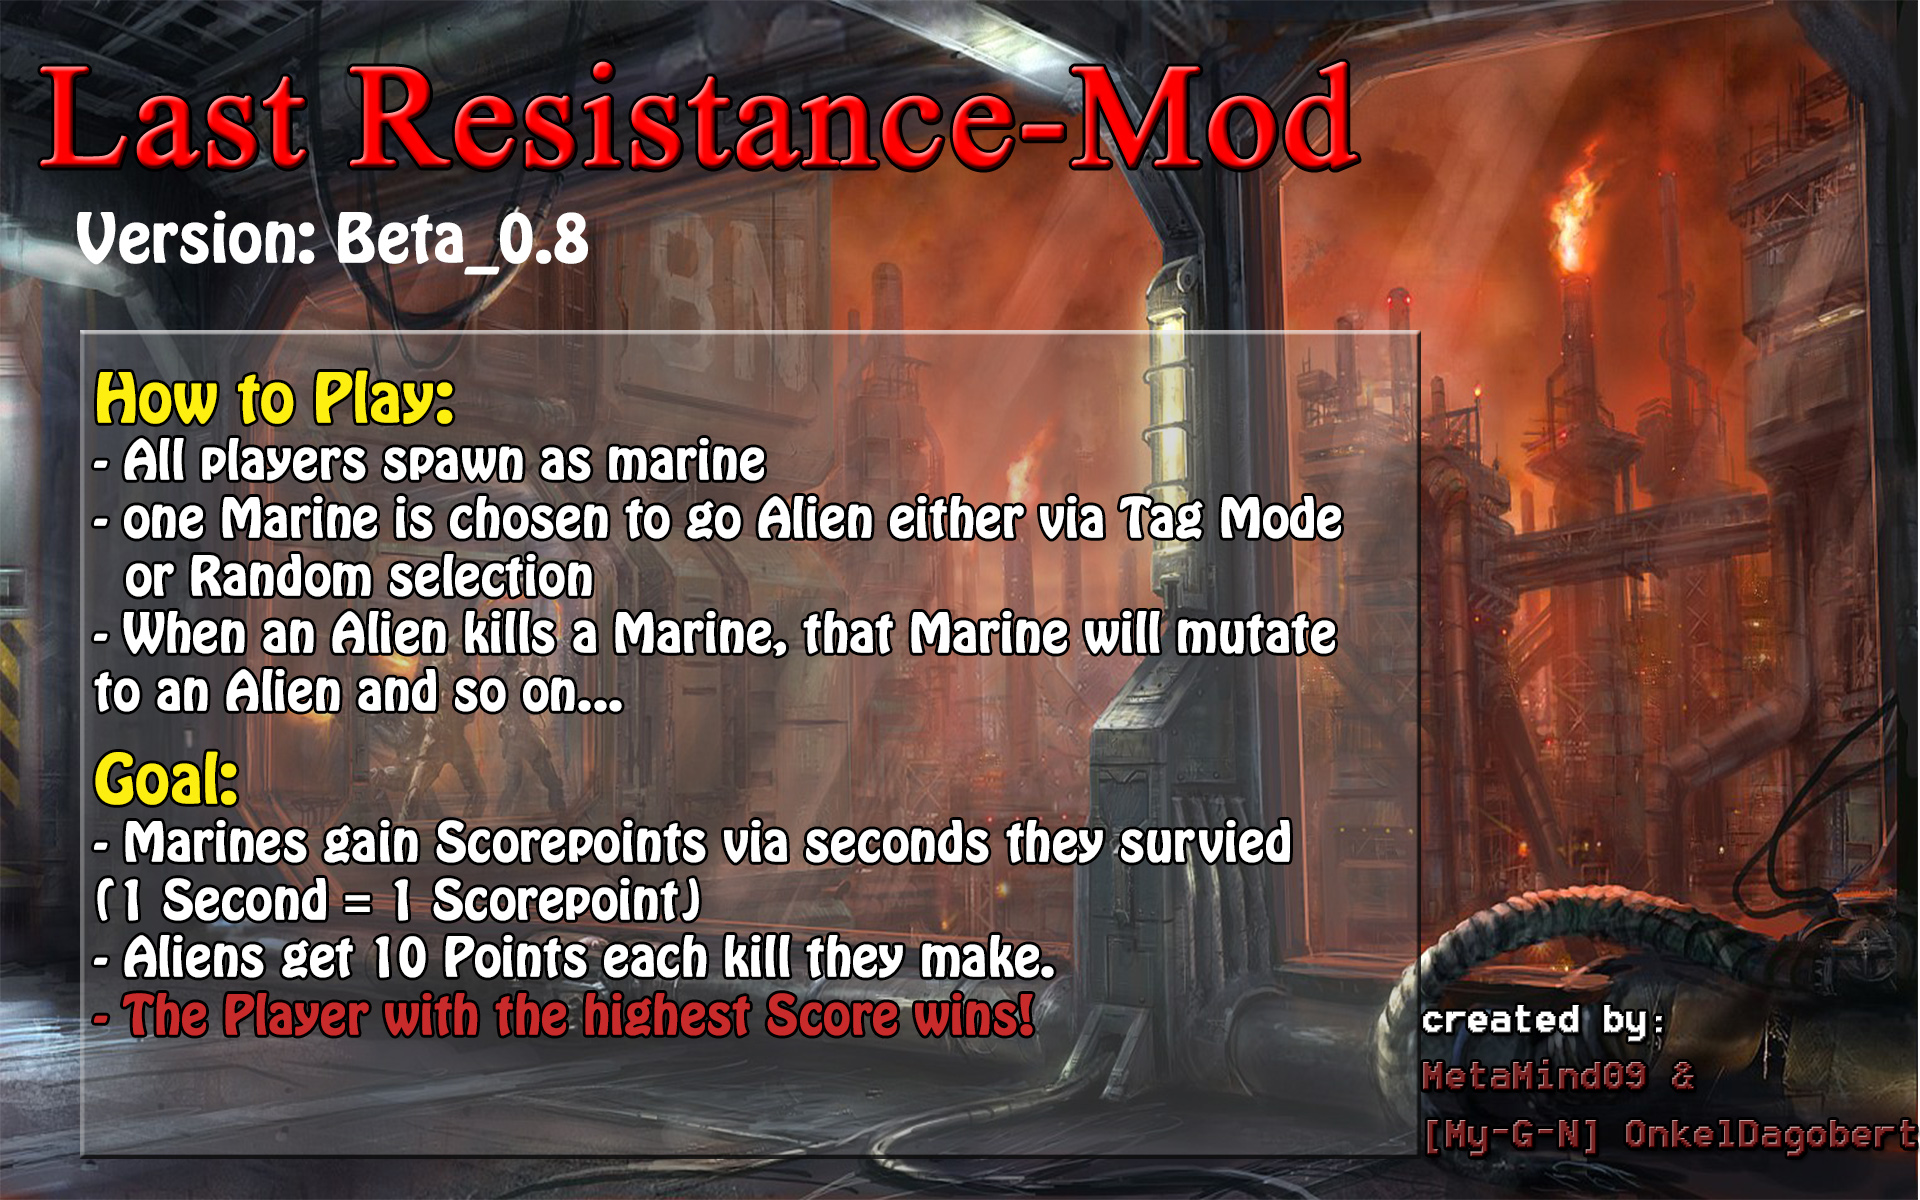 Last Resistance-Mod
Version: Beta_0.8
BN
How to Play:
- All players spawn as marine
- one Marine is chosen to go Alien either via Tag Mode
or Random selection
- When an Alien kills a Marine, that Marine will mutate
to an Alien and so on...
Goal:
- Marines gain Scorepoints via seconds they survied
(1 Second = 1 Scorepoint)
- Aliens get 10 Points each kill they make.
- The Player with the highest Score wins!
created by:
MetaMind09 &
[My-G-N] OnkelDagobert